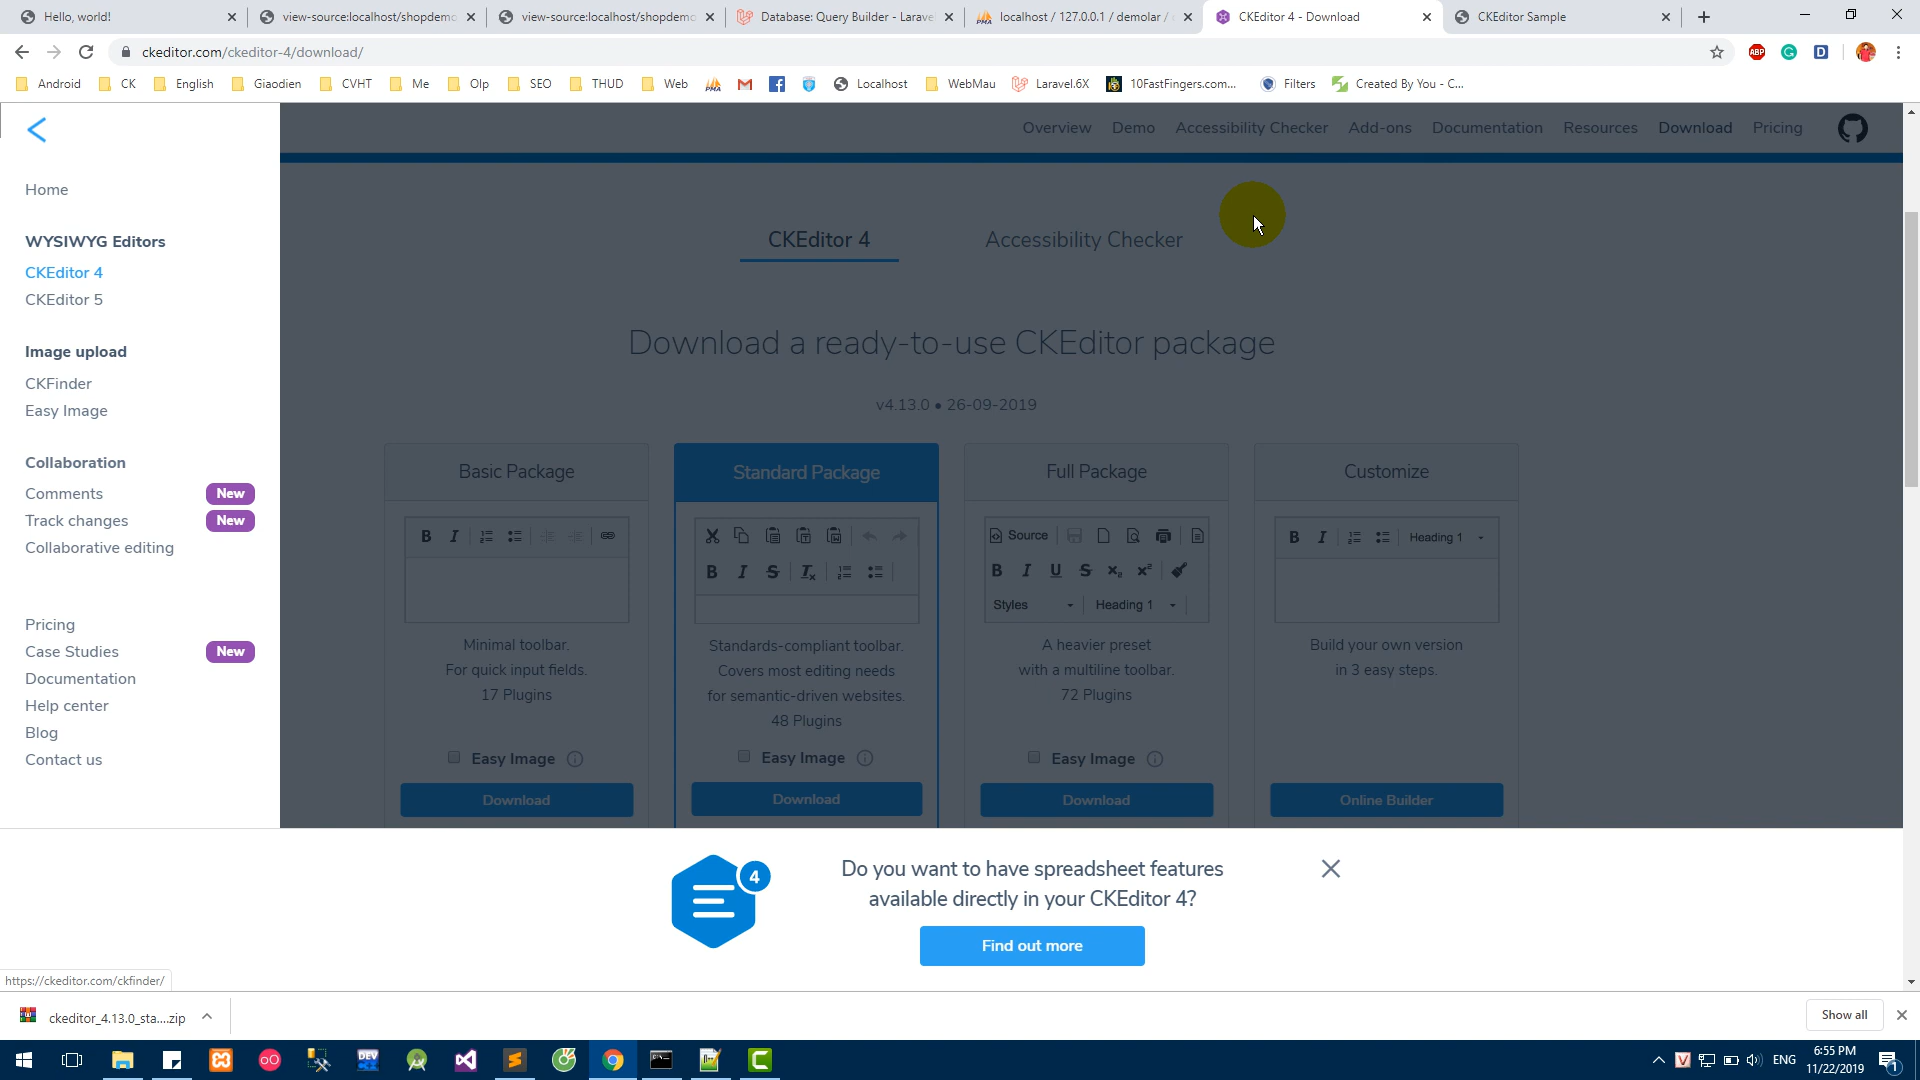 Hello, world!
view-source:localhost/shopdemo
view-source:localhost/shopdemo
Database: Query Builder - Larave
localhost / 127.0.0.1 / demolar /
CKEditor 4 - Download
CKEditor Sample
ckeditor.com/ckeditor-4/download/
ABP
Android
CK
English
Giaodien
CVHT
Me
Olp
SEO
THUD
Web
Localhost
WebMau
Laravel.6X
10FastFingers.com...
Filters
Created By You - C...
Overview
Demo
Accessibility Checker
Add-ons
Documentation
Resources
Download
Pricing
Home
WYSIWYG Editors
CKEditor 4
CKEditor 5
Image upload
CKFinder
Easy Image
Collaboration
Comments New
Track changes New
Collaborative editing
Pricing
Case Studies New
Documentation
Help center
Blog
Contact us
CKEditor 4
Accessibility Checker
Download a ready-to-use CKEditor package
v4.13.0 • 26-09-2019
Basic Package
Minimal toolbar.
For quick input fields.
17 Plugins
Easy Image
Download
Standard Package
Standards-compliant toolbar.
Covers most editing needs
for semantic-driven websites.
48 Plugins
Easy Image
Download
Full Package
Source
Styles
Heading 1
A heavier preset
with a multiline toolbar.
72 Plugins
Easy Image
Download
Customize
Heading 1
Build your own version
in 3 easy steps.
Online Builder
4
Do you want to have spreadsheet features
available directly in your CKEditor 4?
Find out more
https://ckeditor.com/ckfinder/
ckeditor_4.13.0_sta....zip
Show all
DEV
ENG
6:55 PM
11/22/2019
1